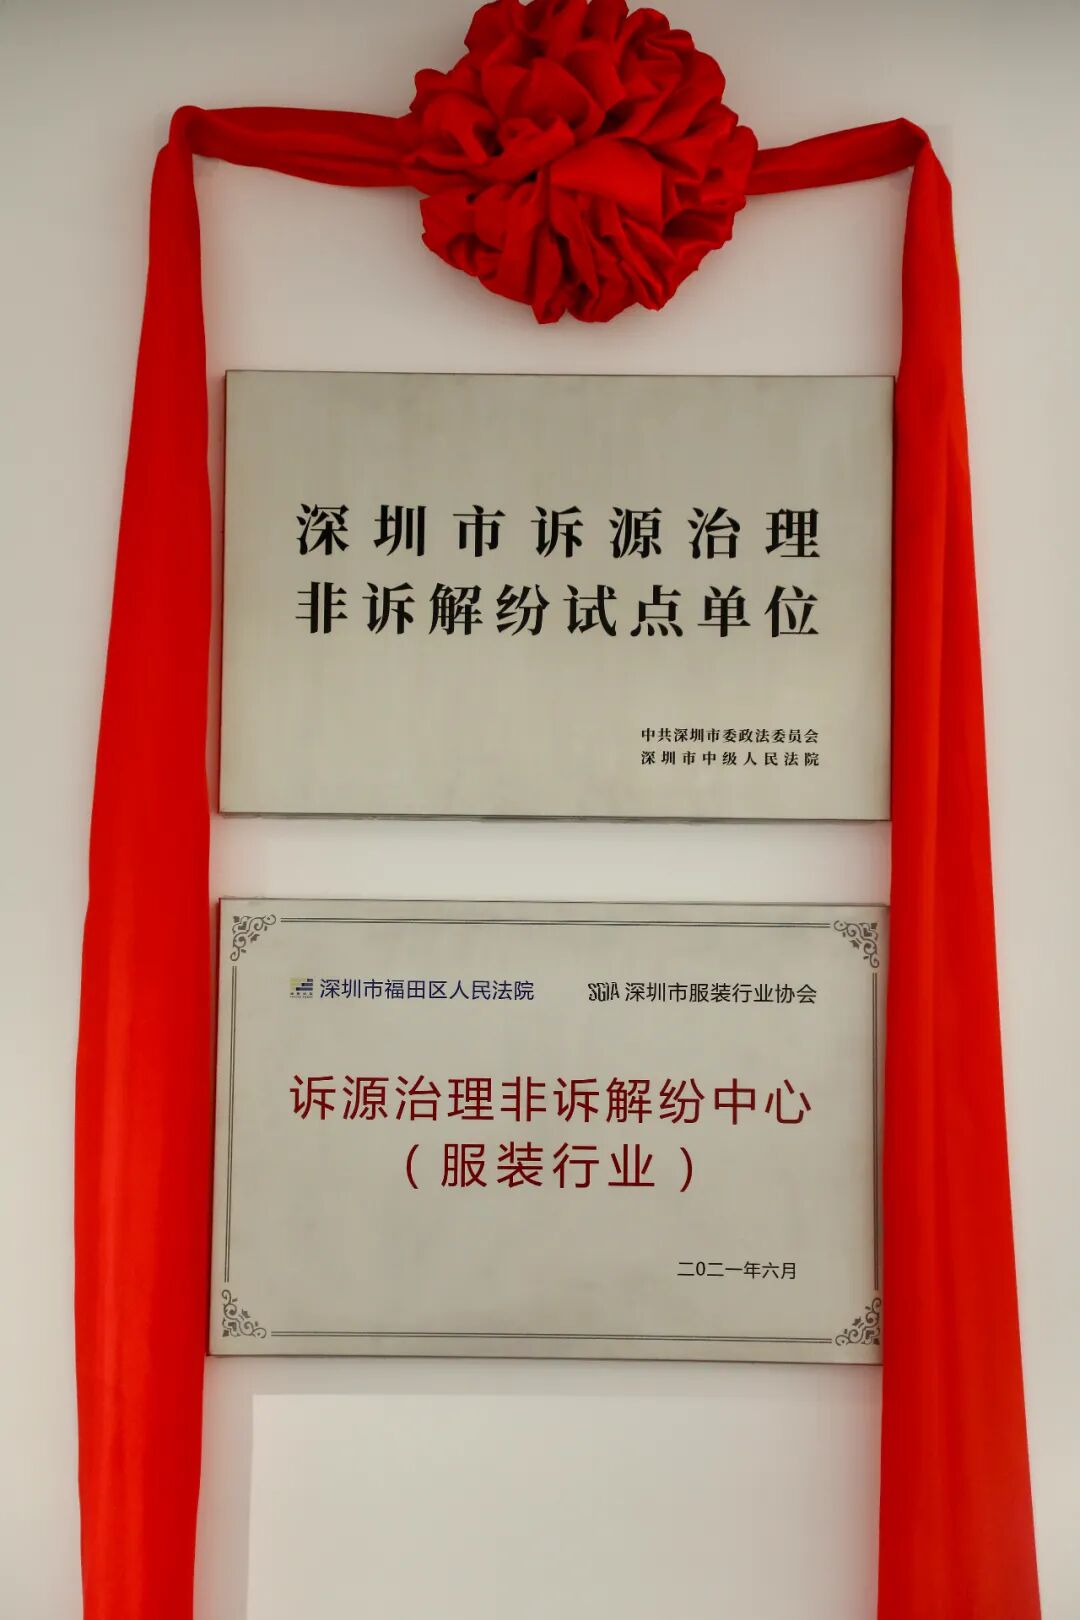 深圳市诉源治理
非诉解纷试点单位
中共深圳市委政法委员会
深圳市中级人民法院
深圳市福田区人民法院 SGIA 深圳市服装行业协会
诉源治理非诉解纷中心
（服装行业）
二〇二一年六月